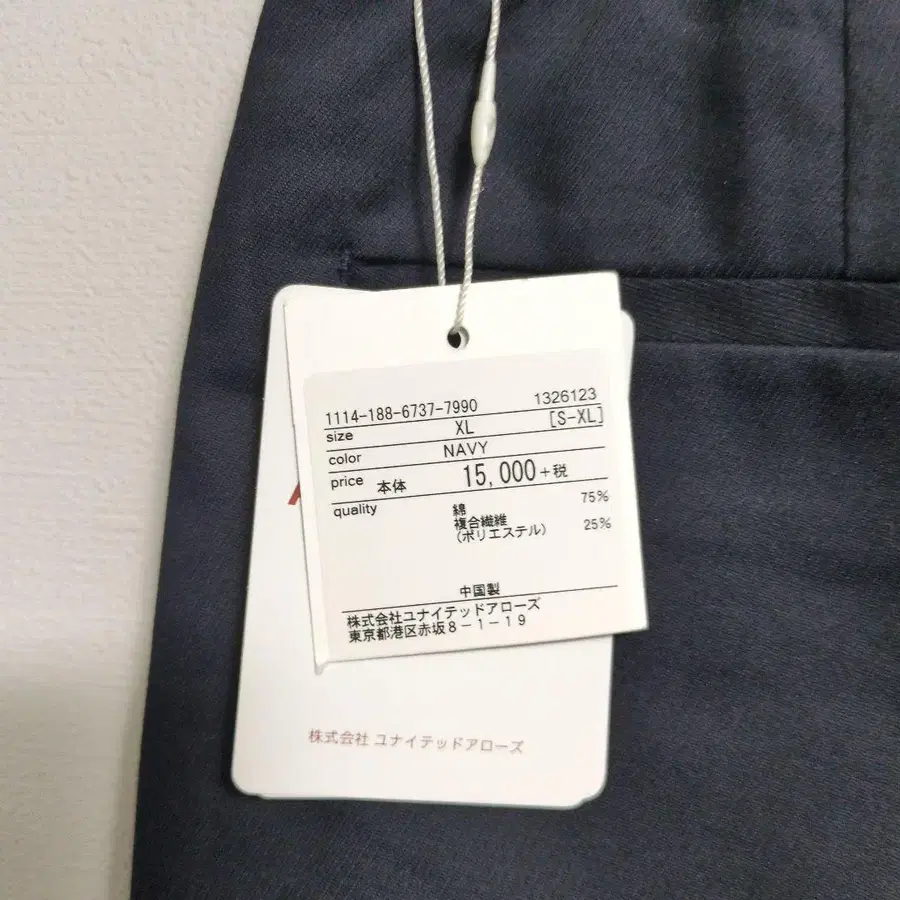 1114-188-6737-7990 1326123
size XL [S-XL]
color NAVY
price 本体 15,000+税
quality 綿 75%
複合繊維 25%
(ポリエステル)
中国製
株式会社ユナイテッドアローズ
東京都港区赤坂8-1-19
株式会社 ユナイテッドアローズ